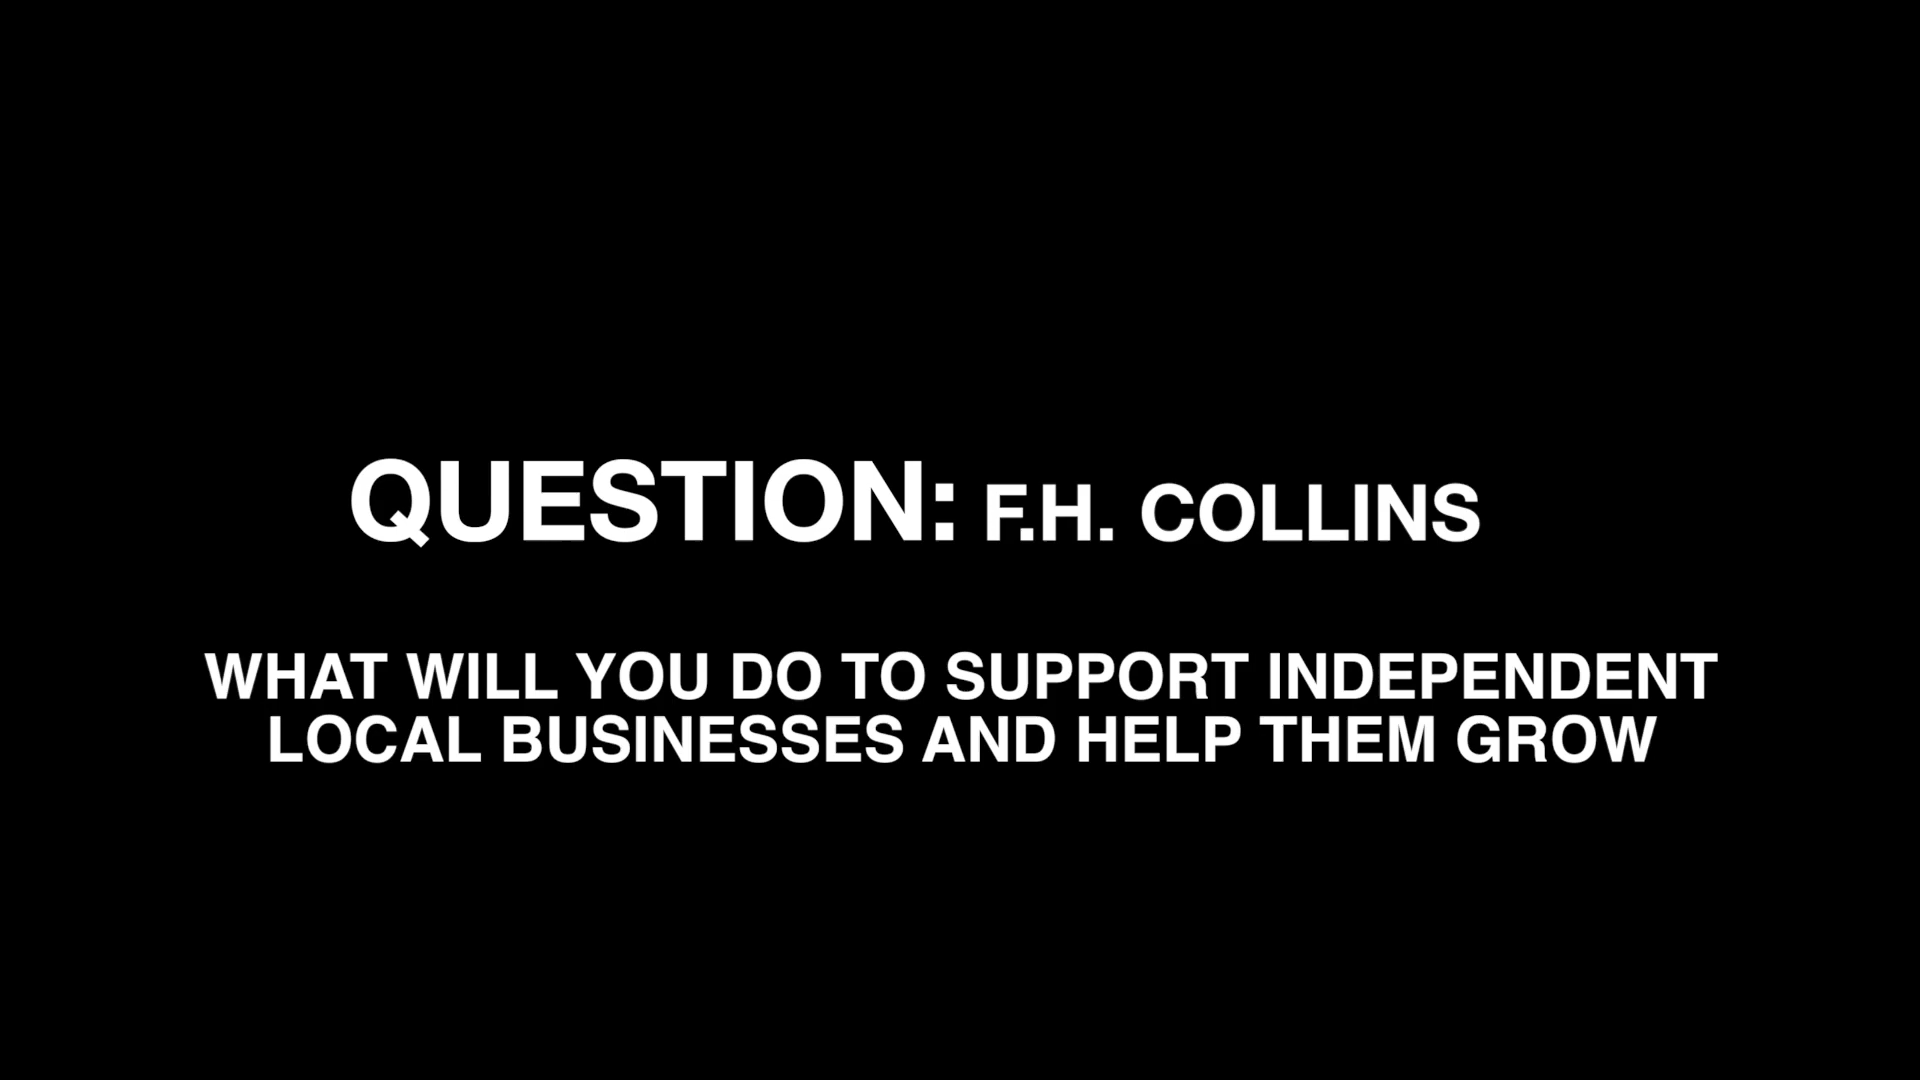 QUESTION: F.H. COLLINS
WHAT WILL YOU DO TO SUPPORT INDEPENDENT
LOCAL BUSINESSES AND HELP THEM GROW